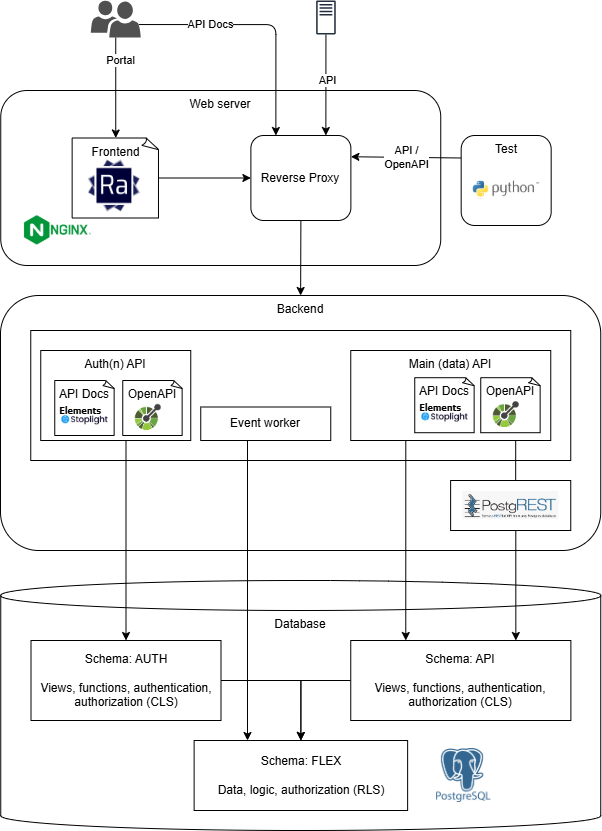 API Docs
Portal
API
Web server
Frontend
Ra
Reverse Proxy
API /
OpenAPI
Test
python
NGINX
Backend
Auth(n) API
API Docs
Elements
Stoplight
OpenAPI
Event worker
Main (data) API
API Docs
Elements
Stoplight
OpenAPI
PostgREST
Database
Schema: AUTH
Views, functions, authentication,
authorization (CLS)
Schema: API
Views, functions, authentication,
authorization (CLS)
Schema: FLEX
Data, logic, authorization (RLS)
PostgreSQL